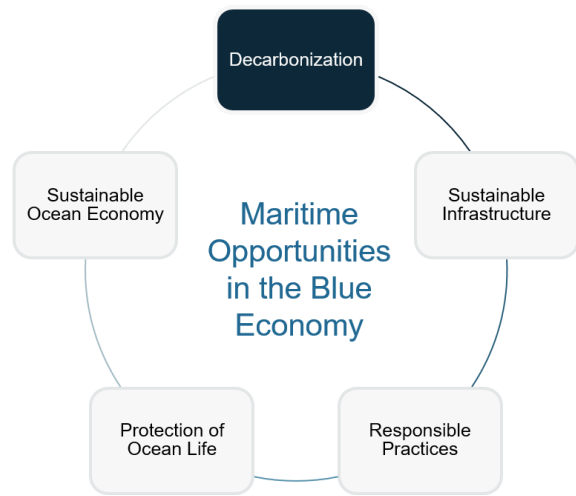 Decarbonization
Sustainable
Infrastructure
Responsible
Practices
Protection of
Ocean Life
Sustainable
Ocean Economy
Maritime
Opportunities
in the Blue
Economy